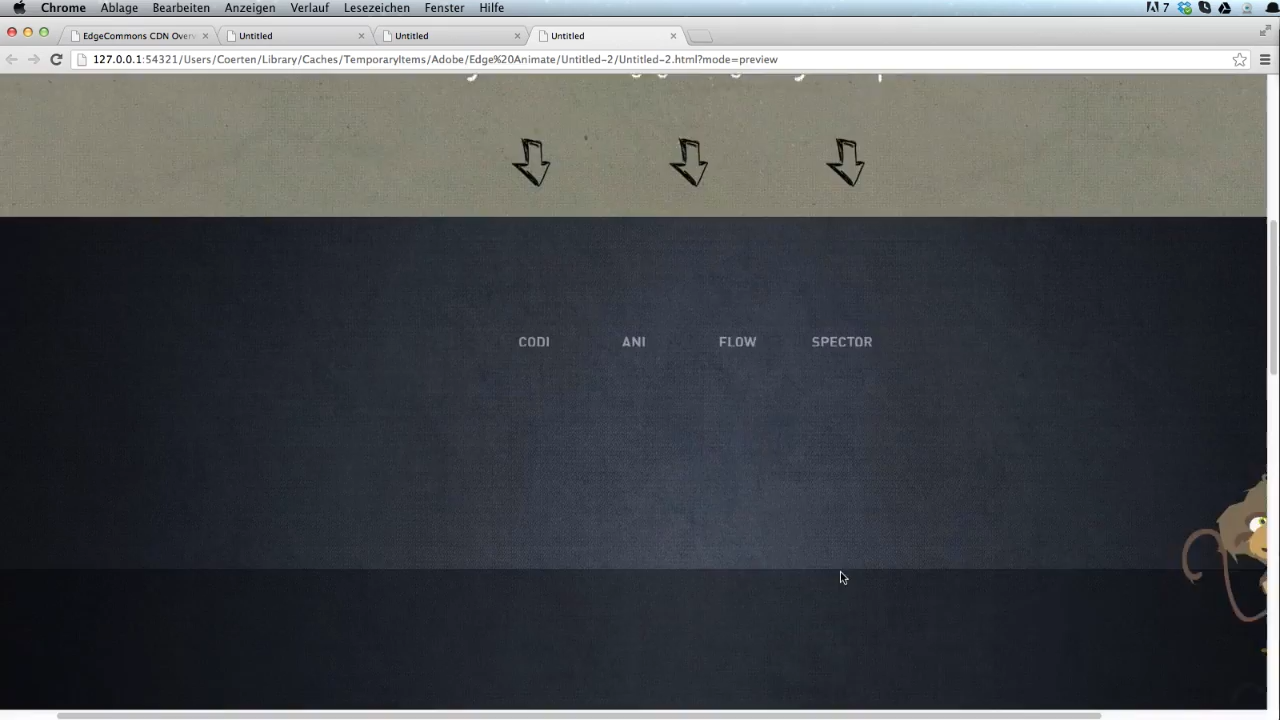 Chrome Ablage Bearbeiten Anzeigen Verlauf Lesezeichen Fenster Hilfe 7
EdgeCommons CDN Overv Untitled Untitled Untitled
127.0.0.1:54321/Users/Coerten/Library/Caches/TemporaryItems/Adobe/Edge%20Animate/Untitled-2/Untitled-2.html?mode=preview
CODI ANI FLOW SPECTOR